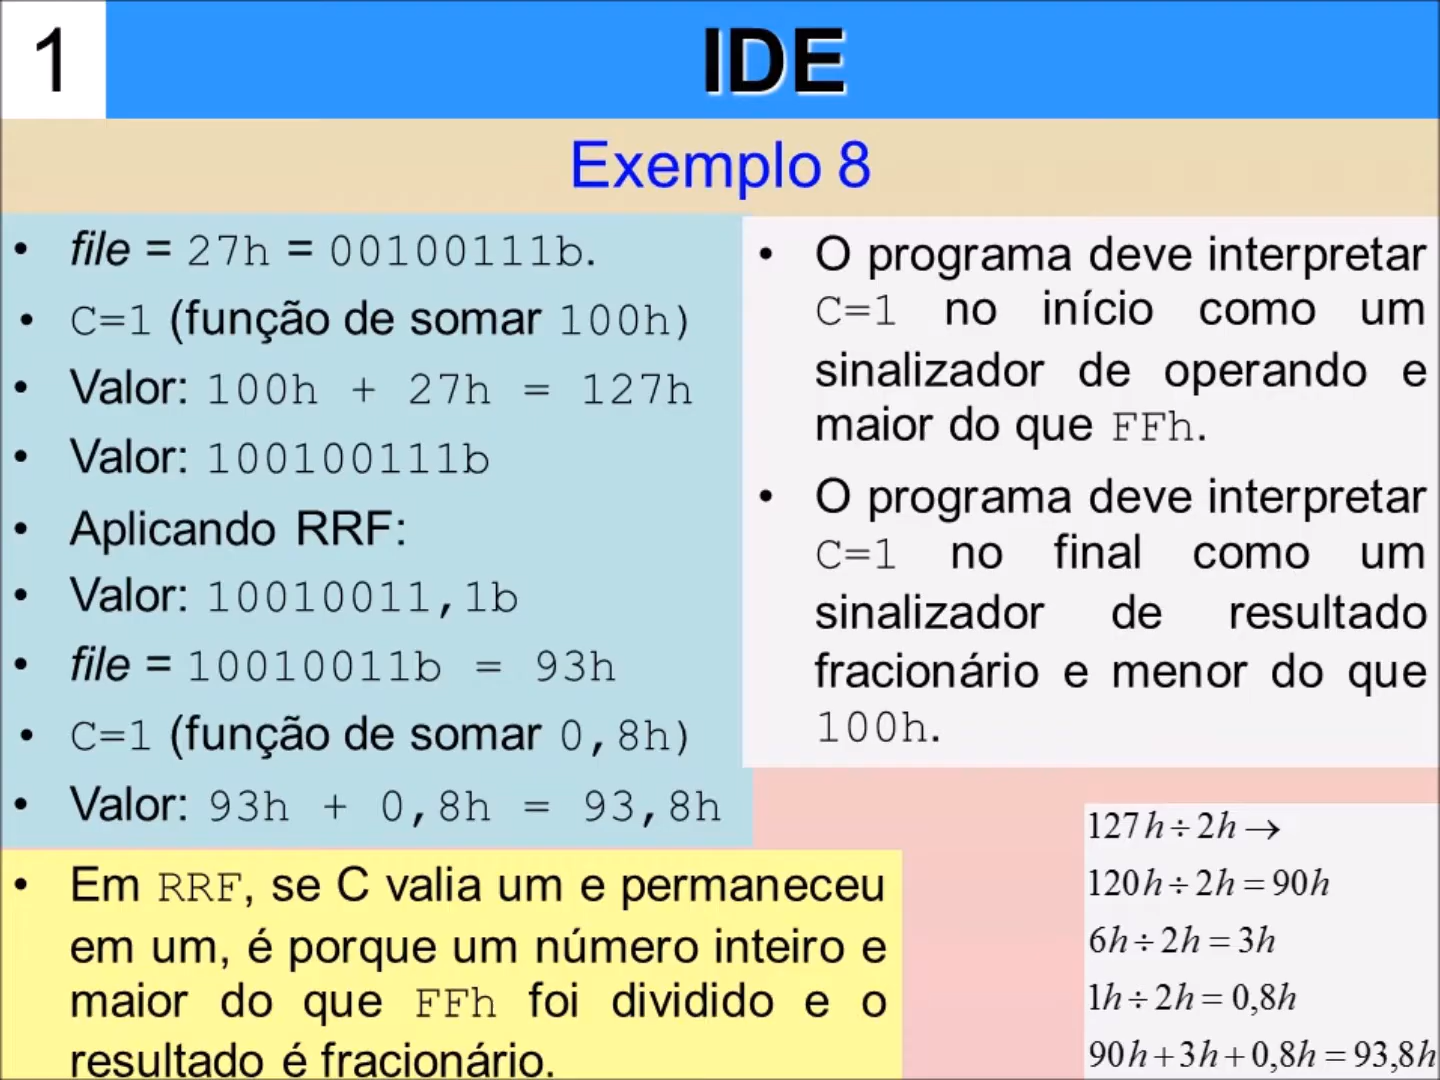 1
IDE
Exemplo 8
• file = 27h = 00100111b.
• C=1 (função de somar 100h)
• Valor: 100h + 27h = 127h
• Valor: 100100111b
• Aplicando RRF:
• Valor: 10010011,1b
• file = 10010011b = 93h
• C=1 (função de somar 0,8h)
• Valor: 93h + 0,8h = 93,8h
• Em RRF, se C valia um e permaneceu
em um, é porque um número inteiro e
maior do que FFh foi dividido e o
resultado é fracionário.
• O programa deve interpretar
C=1 no início como um
sinalizador de operando e
maior do que FFh.
• O programa deve interpretar
C=1 no final como um
sinalizador de resultado
fracionário e menor do que
100h.
127h ÷ 2h →
120h ÷ 2h = 90h
6h ÷ 2h = 3h
1h ÷ 2h = 0,8h
90h + 3h + 0,8h = 93,8h